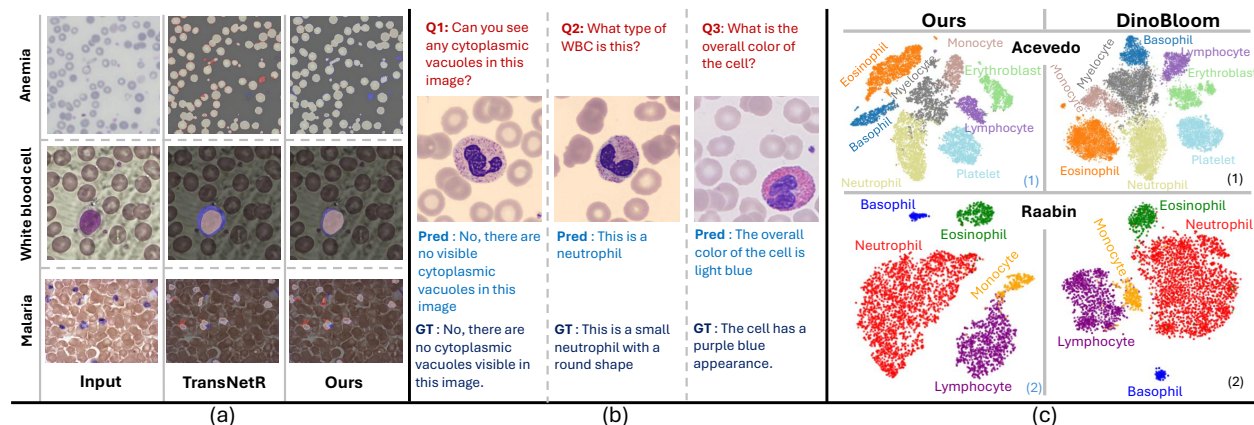 Anemia
White blood cell
Malaria
Input
TransNetR
Ours
(a)
Q1: Can you see
any cytoplasmic
vacuoles in this
image?
Pred : No, there are
no visible
cytoplasmic
vacuoles in this
image
GT : No, there are
no cytoplasmic
vacuoles visible in
this image.
Q2: What type of
WBC is this?
Pred : This is a
neutrophil
GT : This is a small
neutrophil with a
round shape
Q3: What is the
overall color of
the cell?
Pred : The overall
color of the cell is
light blue
GT : The cell has a
purple blue
appearance.
(b)
Ours
DinoBloom
Acevedo
Eosinophil
Myelocyte
Monocyte
Erythroblast
Basophil
Lymphocyte
Neutrophil
Platelet
(1)
Basophil
Lymphocyte
Myelocyte
Monocyte
Erythroblast
Eosinophil
Platelet
Neutrophil
(1)
Raabin
Basophil
Eosinophil
Neutrophil
Monocyte
Lymphocyte
(2)
Eosinophil
Neutrophil
Monocyte
Lymphocyte
Basophil
(2)
(c)